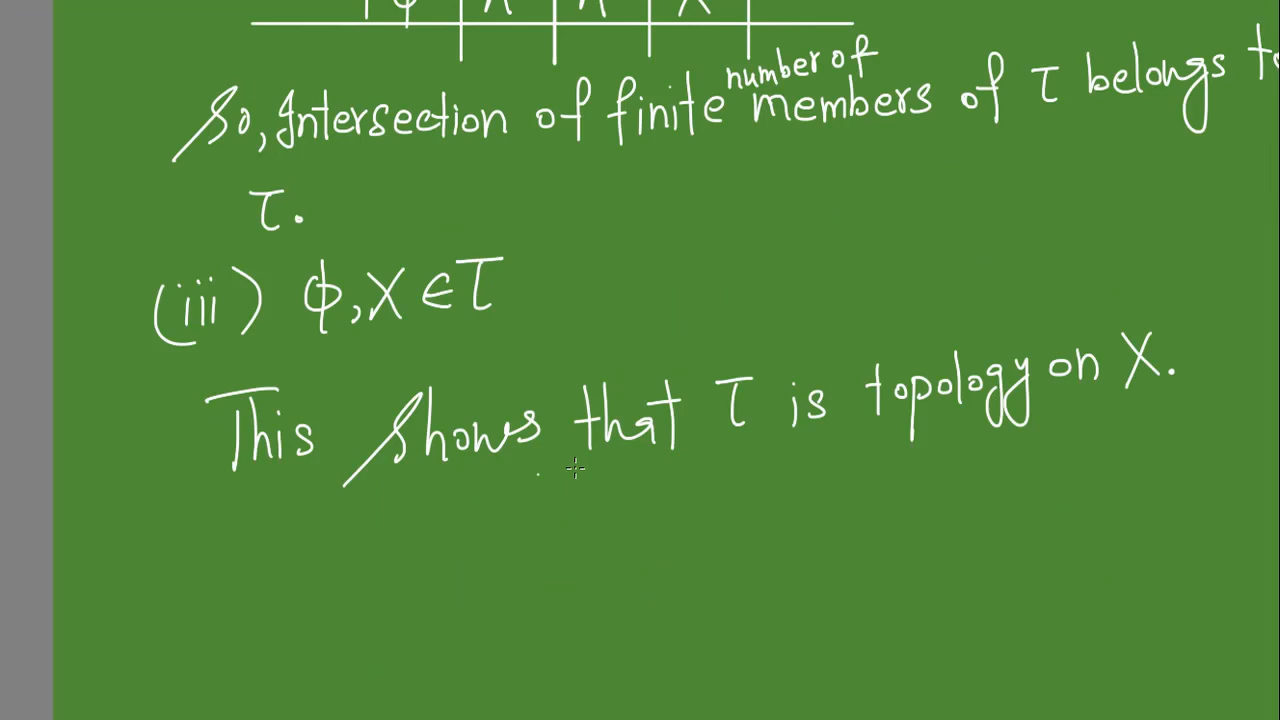 So, Intersection of finite number of members of τ belongs to
τ.
(iii) ϕ, X ∈ τ
This shows that τ is topology on X.